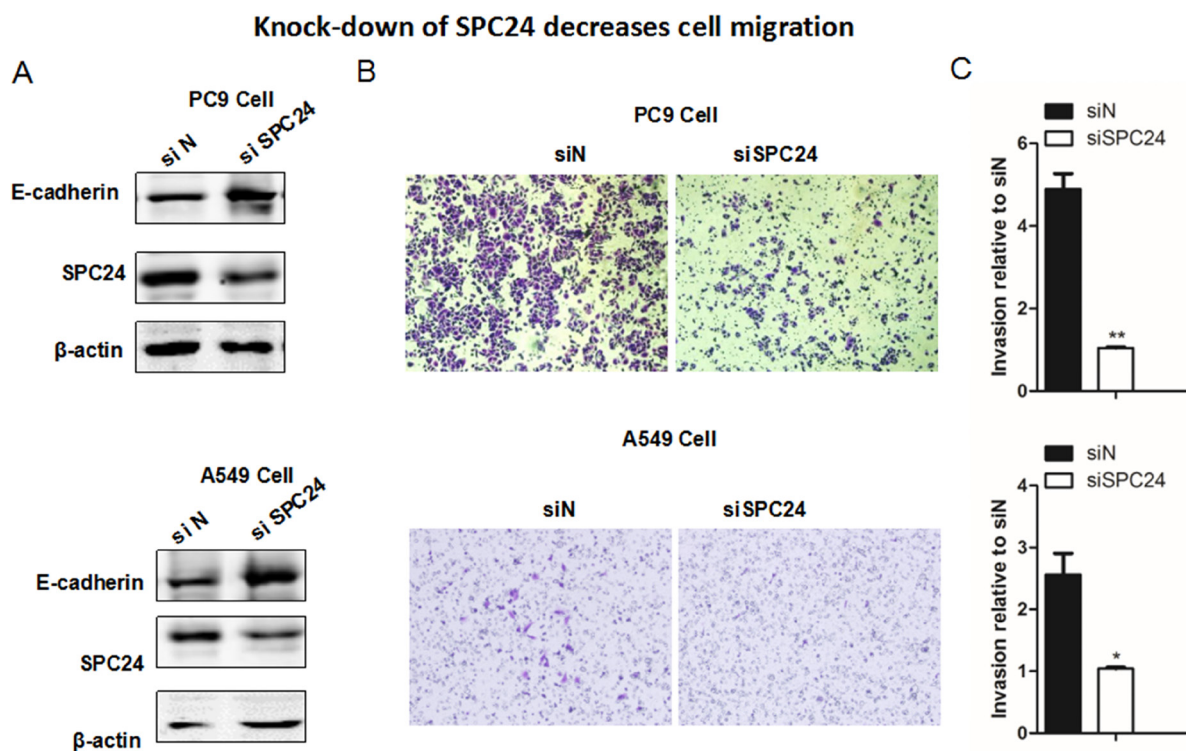 Knock-down of SPC24 decreases cell migration
A
PC9 Cell
si N
si SPC24
E-cadherin
SPC24
β-actin
A549 Cell
si N
si SPC24
E-cadherin
SPC24
β-actin
B
PC9 Cell
siN
siSPC24
A549 Cell
siN
siSPC24
C
siN
siSPC24
Invasion relative to siN
6
4
2
0
**
siN
siSPC24
Invasion relative to siN
4
3
2
1
0
*